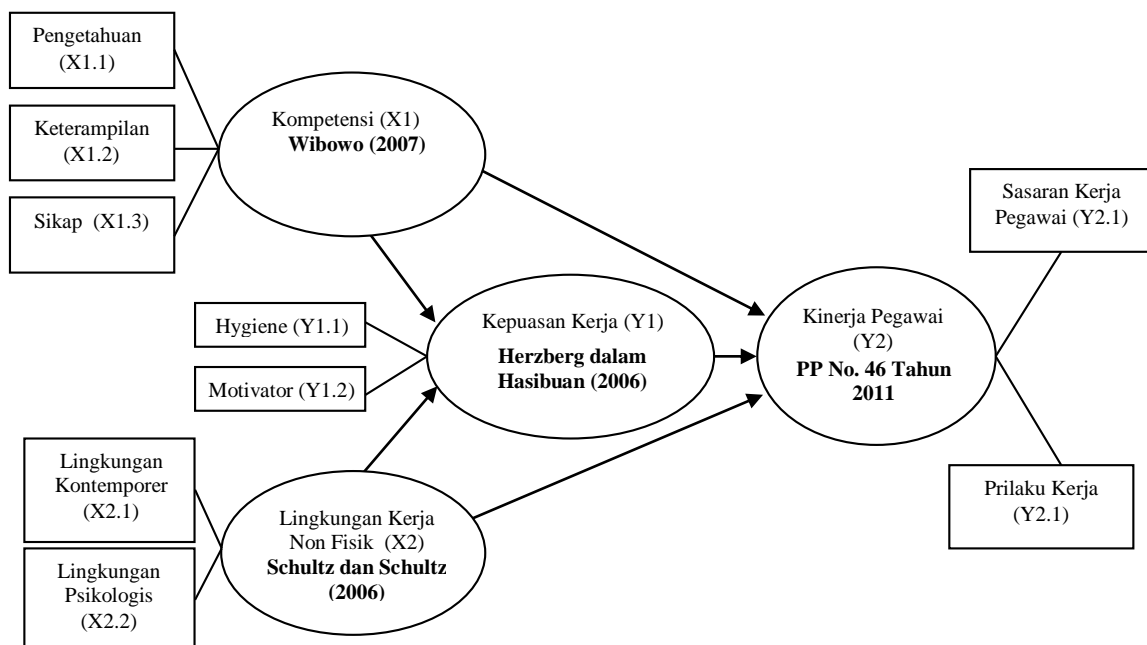 Pengetahuan
(X1.1)
Keterampilan
(X1.2)
Sikap (X1.3)
Kompetensi (X1)
Wibowo (2007)
Hygiene (Y1.1)
Motivator (Y1.2)
Kepuasan Kerja (Y1)
Herzberg dalam
Hasibuan (2006)
Lingkungan
Kontemporer
(X2.1)
Lingkungan
Psikologis
(X2.2)
Lingkungan Kerja
Non Fisik (X2)
Schultz dan Schultz
(2006)
Kinerja Pegawai
(Y2)
PP No. 46 Tahun
2011
Sasaran Kerja
Pegawai (Y2.1)
Prilaku Kerja
(Y2.1)